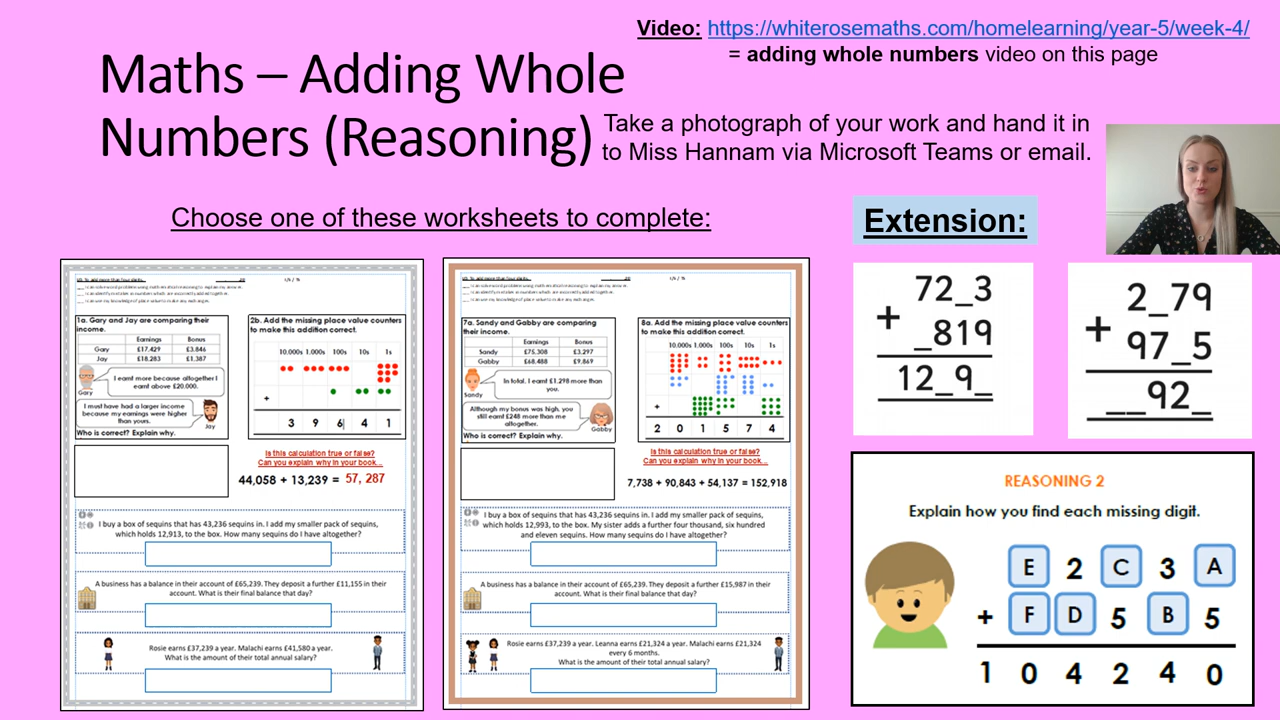 Video: https://whiterosemaths.com/homelearning/year-5/week-4/
= adding whole numbers video on this page
Maths – Adding Whole
Numbers (Reasoning)
Take a photograph of your work and hand it in
to Miss Hannam via Microsoft Teams or email.
Choose one of these worksheets to complete:
Extension:
1a. Gary and Jay are comparing their
income.
Earnings Bonus
Gary £17,429 £3,846
Jay £18,283 £1,387
I earnt more because altogether I
earnt above £20,000.
Gary
I must have had a larger income
because my earnings were higher
than yours.
Jay
Who is correct? Explain why.
2b. Add the missing place value counters
to make this addition correct.
10,000s 1,000s 100s 10s 1s
+
3 9 6 4 1
Is this calculation true or false?
Can you explain why in your book...
44,058 + 13,239 = 57, 287
I buy a box of sequins that has 43,236 sequins in. I add my smaller pack of sequins,
which holds 12,913, to the box. How many sequins do I have altogether?
A business has a balance in their account of £65,239. They deposit a further £11,155 in their
account. What is their final balance that day?
Rosie earns £37,239 a year. Malachi earns £41,580 a year.
What is the amount of their total annual salary?
7a. Sandy and Gabby are comparing
their income.
Earnings Bonus
Sandy £75,308 £3,297
Gabby £68,488 £9,869
In total, I earnt £1,298 more than
you.
Sandy
Although my bonus was high, you
still earnt £248 more than me
altogether.
Gabby
Who is correct? Explain why.
8a. Add the missing place value counters
to make this addition correct.
10,000s 1,000s 100s 10s 1s
+
2 0 1 5 7 4
Is this calculation true or false?
Can you explain why in your book...
7,738 + 90,843 + 54,137 = 152,918
I buy a box of sequins that has 43,236 sequins in. I add my smaller pack of sequins,
which holds 12,993, to the box. My sister adds a further four thousand, six hundred
and eleven sequins. How many sequins do I have altogether?
A business has a balance in their account of £65,239. They deposit a further £15,987 in their
account. What is their final balance that day?
Rosie earns £37,239 a year. Leanna earns £21,324 a year. Malachi earns £21,324
every 6 months.
What is the amount of their total annual salary?
72_3
+ _819
12_9_
2_79
+ 97_5
__92_
REASONING 2
Explain how you find each missing digit.
E 2 C 3 A
+ F D 5 B 5
1 0 4 2 4 0